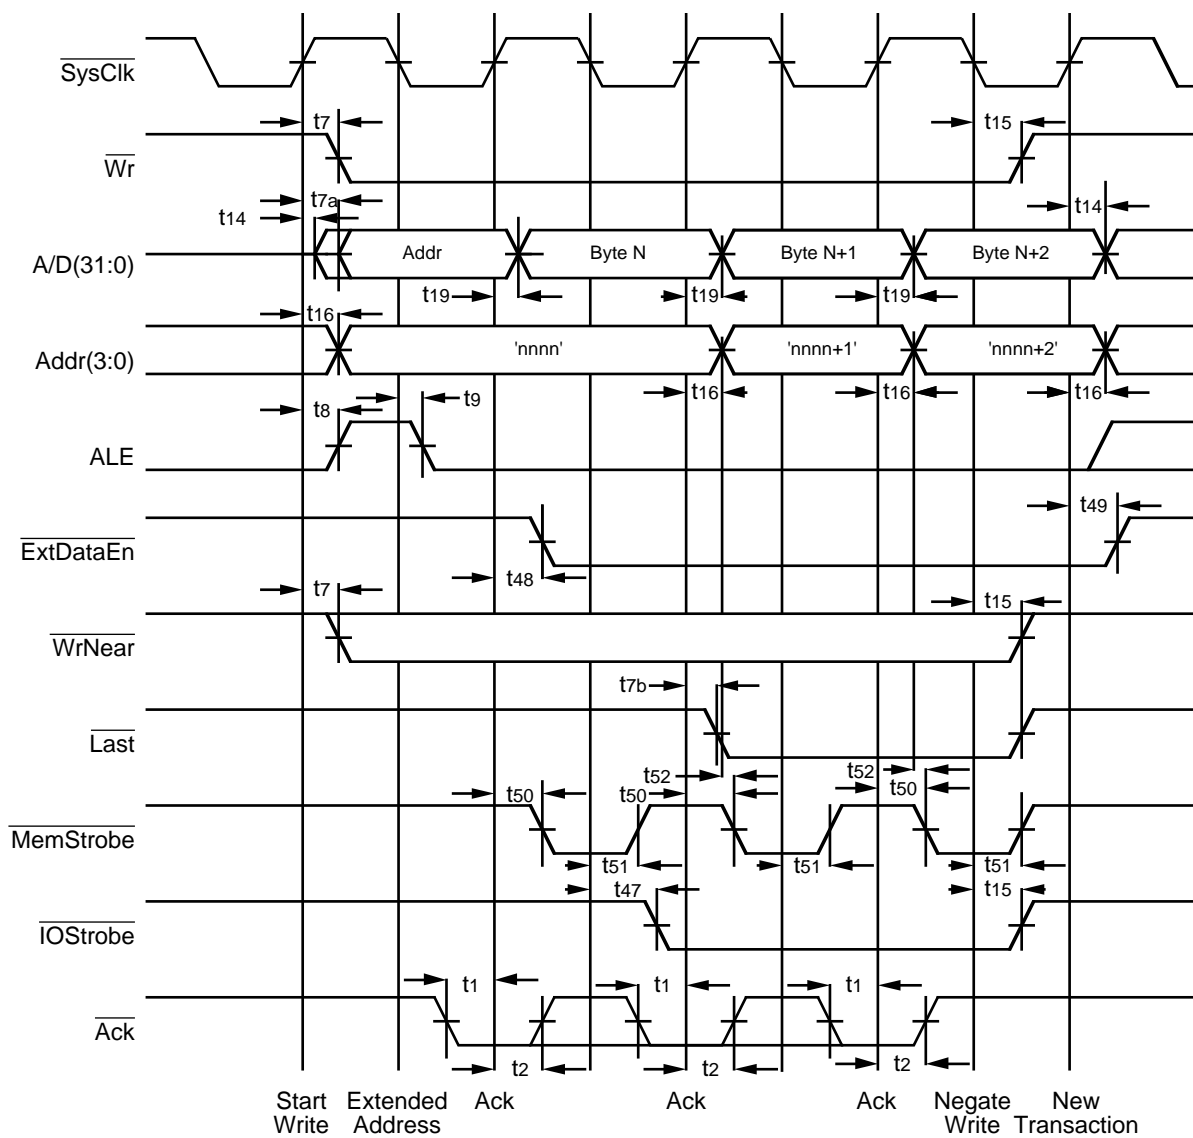 SysClk
t7
t15
Wr
t7a
t14
t14
A/D(31:0)
Addr
Byte N
Byte N+1
Byte N+2
t19
t19
t19
t16
Addr(3:0)
'nnnn'
'nnnn+1'
'nnnn+2'
t16
t16
t16
t8
t9
ALE
t49
ExtDataEn
t48
t7
t15
WrNear
t7b
Last
t52
t52
t50
t50
t50
MemStrobe
t51
t51
t51
t47
t15
IOStrobe
t1
t1
t1
Ack
t2
t2
t2
Start Write
Extended Address
Ack
Ack
Ack
Negate Write
New Transaction